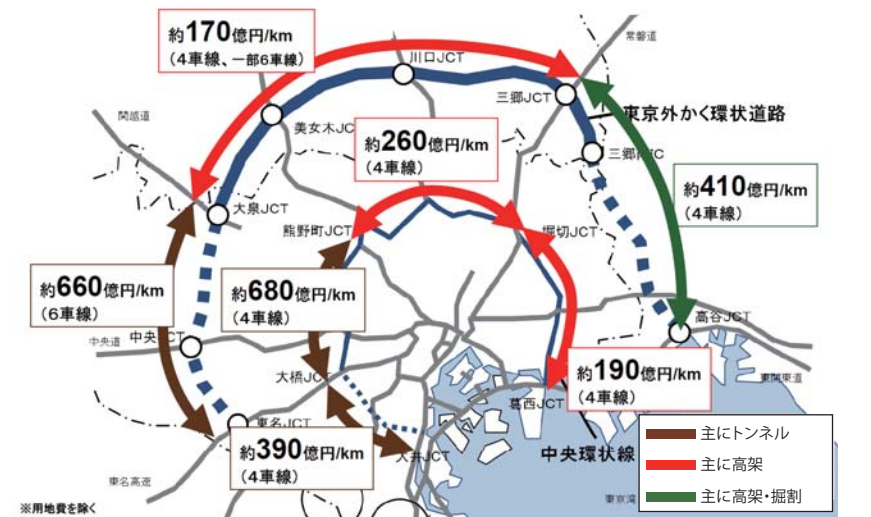 約170億円/km
(4車線、一部6車線)
常磐道
川口JCT
三郷JCT
関越道
東京外かく環状道路
美女木JC
約260億円/km
(4車線)
三郷
約410億円/km
(4車線)
大泉JCT
熊野町JCT
堀切JCT
約660億円/km
(6車線)
約680億円/km
(4車線)
高谷JCT
中央道
中央JCT
大橋JCT
約190億円/km
(4車線)
東関東道
葛西JCT
東名JCT
約390億円/km
(4車線)
大井JCT
中央環状線
主にトンネル
主に高架
主に高架・掘割
東名高速
東京湾
※用地費を除く